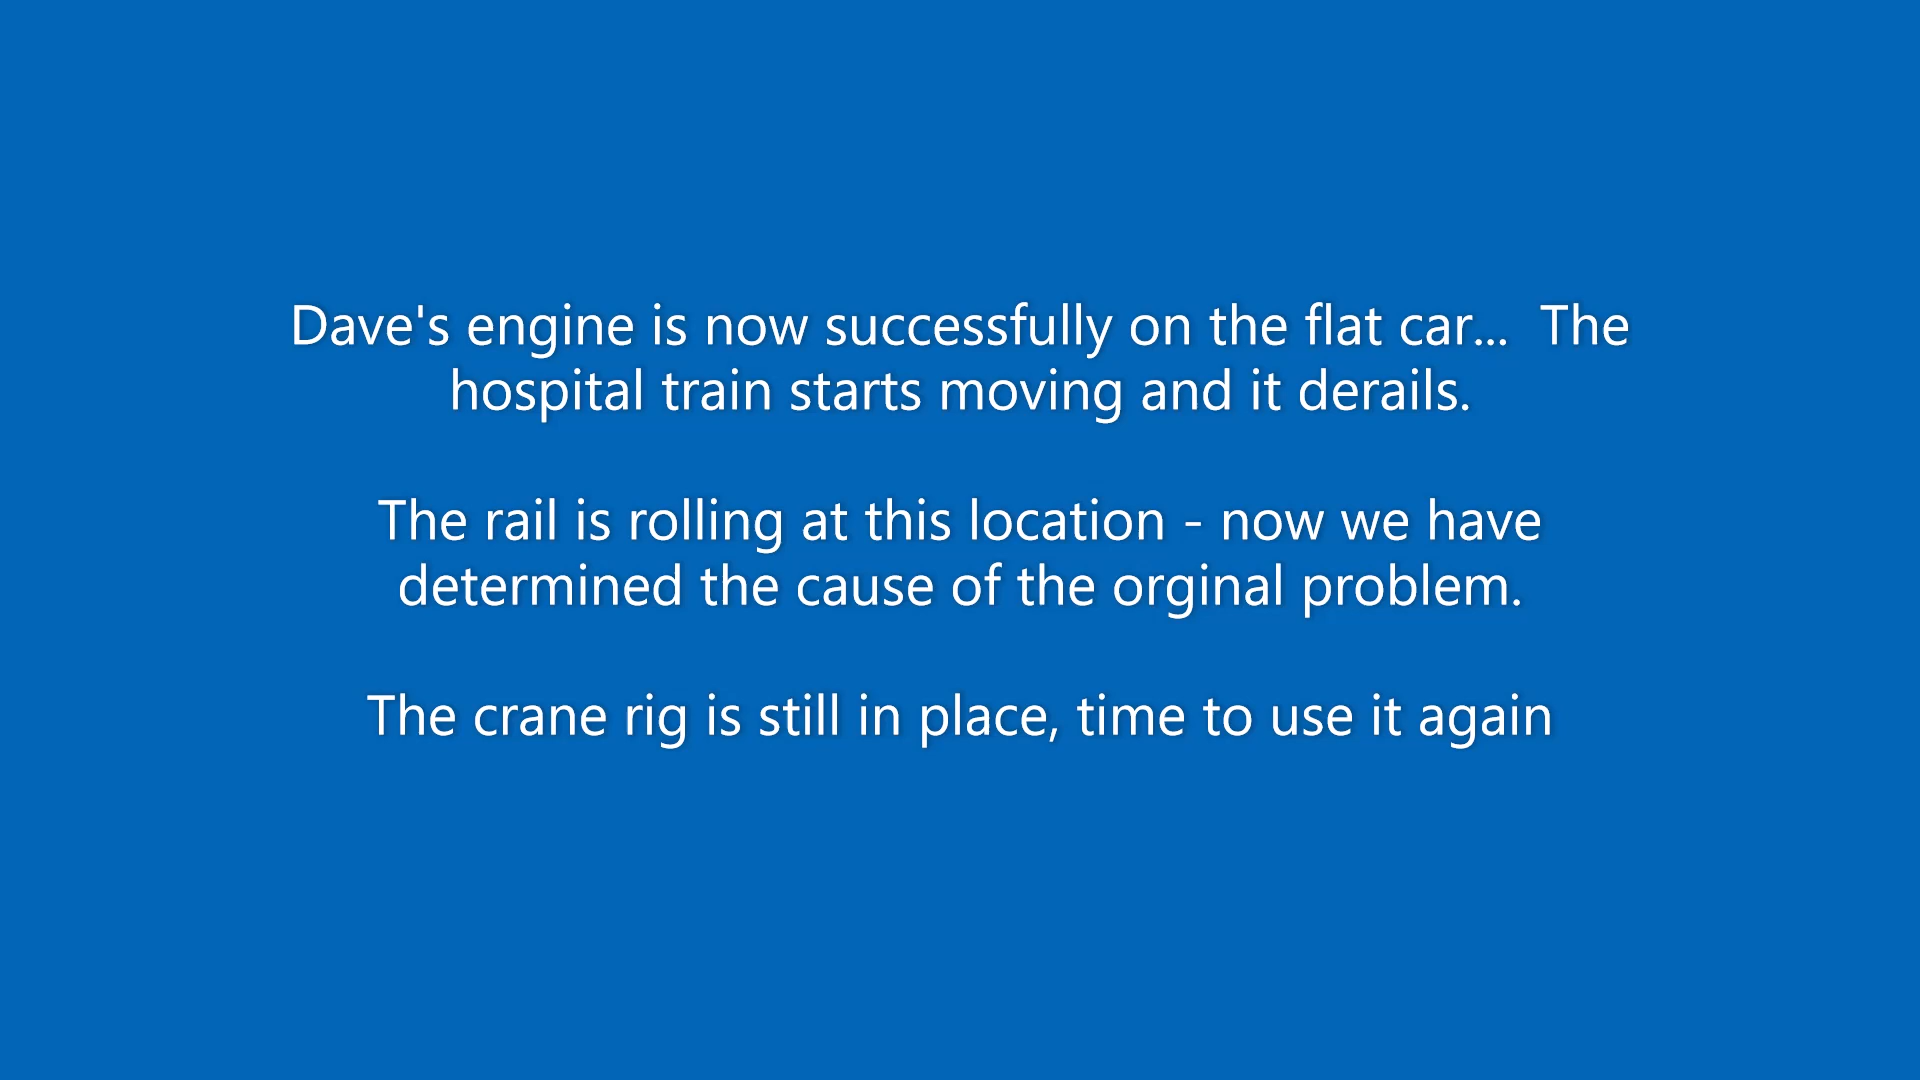 Dave's engine is now successfully on the flat car...  The
hospital train starts moving and it derails.
The rail is rolling at this location - now we have
determined the cause of the orginal problem.
The crane rig is still in place, time to use it again